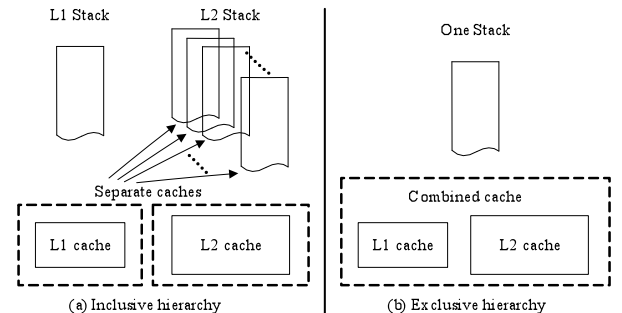 L1 Stack
L2 Stack
Separate caches
L1 cache
L2 cache
(a) Inclusive hierarchy
One Stack
Combined cache
L1 cache
L2 cache
(b) Exclusive hierarchy